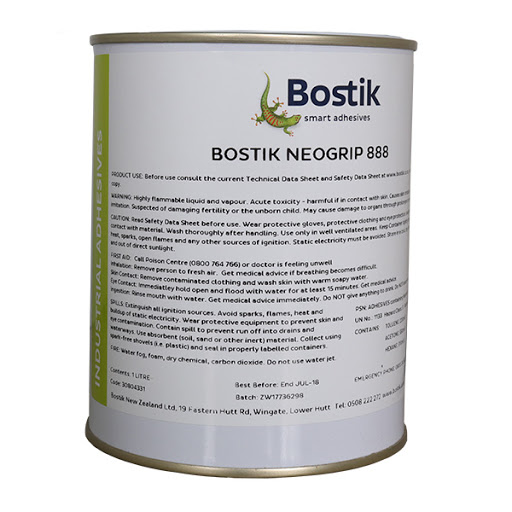 Bostik
smart adhesives
BOSTIK NEOGRIP 888
INDUSTRIAL ADHESIVES
PRODUCT USE: Before use consult the current Technical Data Sheet and Safety Data Sheet at www.bostik.c
copy.
WARNING: Highly flammable liquid and vapour. Acute toxicity - harmful if in contact with skin. Causes
irritation. Suspected of damaging fertility or the unborn child. May cause damage to organs through
CAUTION: Read Safety Data Sheet before use. Wear protective gloves, protective clothing and eye
contact with material. Wash thoroughly after handling. Use only in well ventilated areas. Keep Container
heat, sparks, open flames and any other sources of ignition. Static electricity must be avoided.
and out of direct sunlight.
FIRST AID: Call Poison Centre (0800 764 766) or doctor is feeling unwell
Inhalation: Remove person to fresh air. Get medical advice if breathing becomes difficult.
Skin Contact: Remove contaminated clothing and wash skin with warm soapy water.
Eye Contact: Immediatley hold open and flood with water for at least 15 minutes. Get medical advice
Ingestion: Rinse mouth with water. Get medical advice immediately. Do NOT give anything to drink. Do
SPILLS: Extinguish all ignition sources. Avoid sparks, flames, heat and
buildup of static electricity. Wear protective equipment to prevent skin and
eye contamination. Contain spill to prevent run off into drains and
waterways. Use absorbent (soil, sand or other inert) material. Collect using
spark-free shovels (i.e. plastic) and seal in properly labelled containers.
FIRE: Water fog, foam, dry chemical, carbon dioxide. Do not use water jet.
PSN: ADHESIVES
UN No.: 1133
CONTAINS TOLUENE
ACETONE
HEXANE
EMERGENCY PHONE
Contents: 1 LITRE
Code: 30804331
Best Before: End JUL-18
Batch: ZW17736298
Bostik New Zealand Ltd, 19 Eastern Hutt Rd, Wingate, Lower Hutt Tel. 0508 222 272 www.b